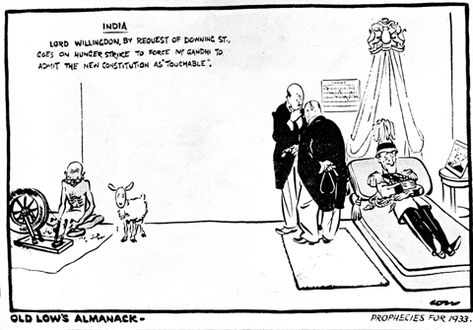 INDIA
LORD WILLINGDON, BY REQUEST OF DOWNING ST.,
GOES ON HUNGER STRIKE TO FORCE Mr GANDHI TO
ADMIT THE NEW CONSTITUTION AS "TOUCHABLE".
LOW
OLD LOW'S ALMANACK —
PROPHECIES FOR 1933.